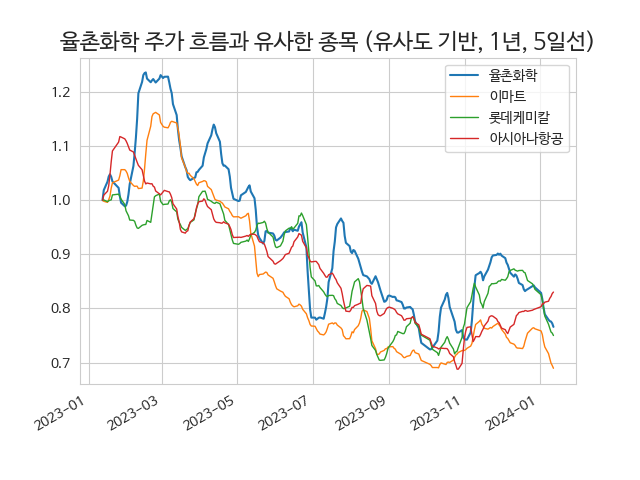 율촌화학 주가 흐름과 유사한 종목 (유사도 기반, 1년, 5일선)
율촌화학
이마트
롯데케미칼
아시아나항공
1.2
1.1
1.0
0.9
0.8
0.7
2023-01
2023-03
2023-05
2023-07
2023-09
2023-11
2024-01